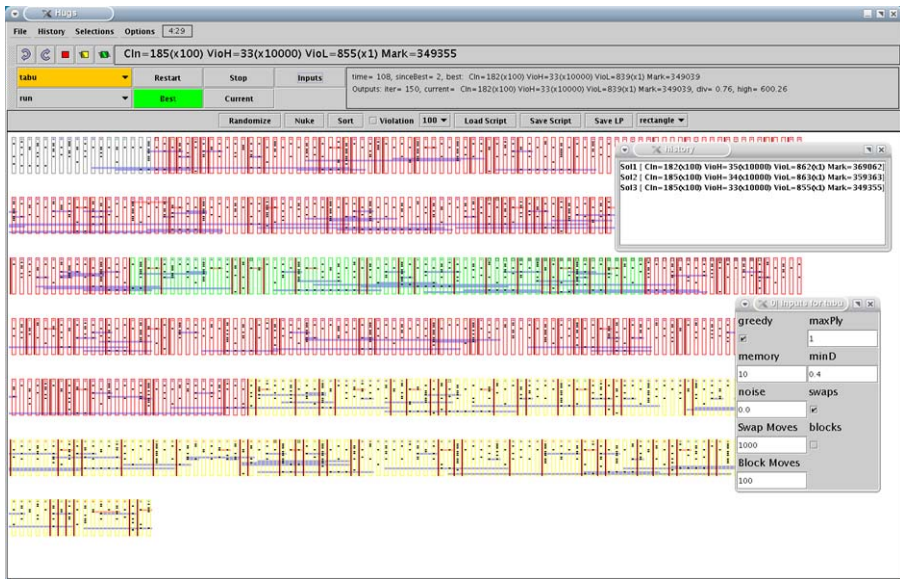 Hugs
File History Selections Options 4:29
Cln=185(x100) VioH=33(x10000) VioL=855(x1) Mark=349355
tabu Restart Stop Inputs
time= 108, sinceBest= 2, best: Cln=182(x100) VioH=33(x10000) VioL=839(x1) Mark=349039
run Best Current
Outputs: iter= 150, current= Cln=182(x100) VioH=33(x10000) VioL=839(x1) Mark=349039, div= 0.76, high= 600.26
Randomize Nuke Sort Violation 100 Load Script Save Script Save LP rectangle
history
Sol1 [ Cln=182(x100) VioH=35(x10000) VioL=862(x1) Mark=369062]
Sol2 [ Cln=185(x100) VioH=34(x10000) VioL=863(x1) Mark=359363]
Sol3 [ Cln=185(x100) VioH=33(x10000) VioL=855(x1) Mark=349355]
Inputs for tabu
greedy maxPly
1
memory minD
10 0.4
noise swaps
0.0
Swap Moves blocks
1000
Block Moves
100